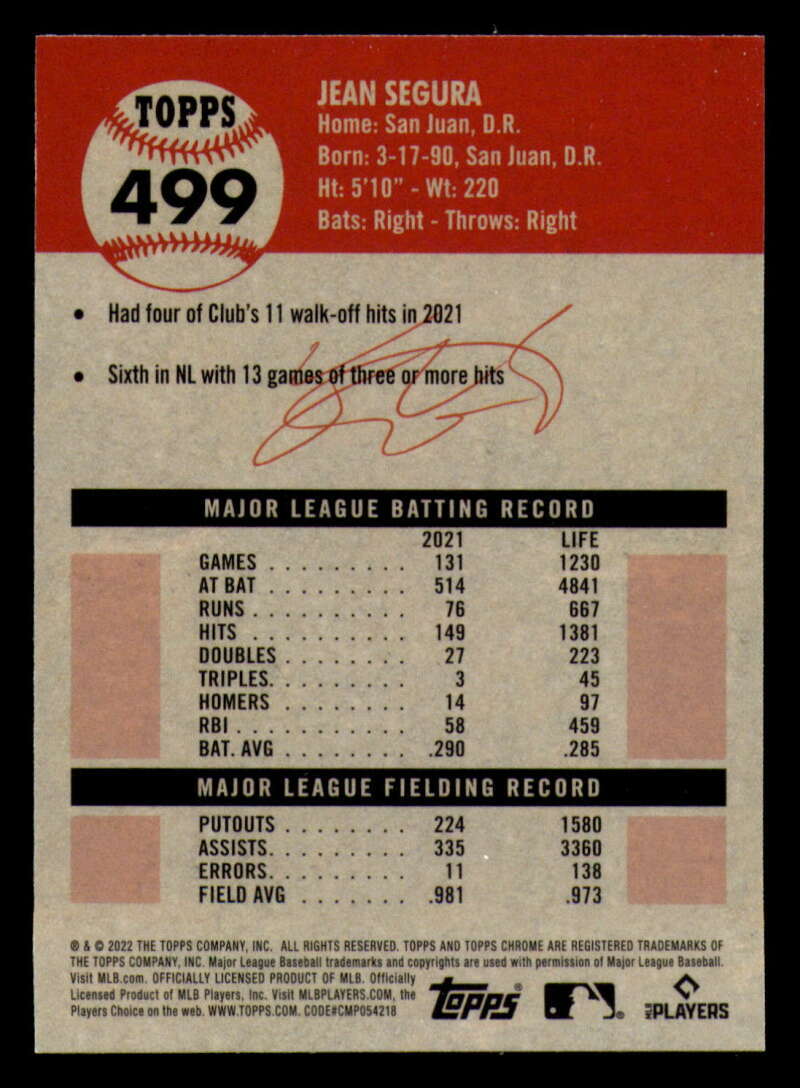 TOPPS
499
JEAN SEGURA
Home: San Juan, D.R.
Born: 3-17-90, San Juan, D.R.
Ht: 5'10" - Wt: 220
Bats: Right - Throws: Right
• Had four of Club's 11 walk-off hits in 2021
• Sixth in NL with 13 games of three or more hits
MAJOR LEAGUE BATTING RECORD
2021 LIFE
GAMES . . . . . . . . . 131 1230
AT BAT . . . . . . . . . 514 4841
RUNS . . . . . . . . . . 76 667
HITS . . . . . . . . . . 149 1381
DOUBLES . . . . . . . . 27 223
TRIPLES. . . . . . . . . 3 45
HOMERS . . . . . . . . 14 97
RBI . . . . . . . . . . . 58 459
BAT. AVG . . . . . . . . .290 .285
MAJOR LEAGUE FIELDING RECORD
PUTOUTS . . . . . . . . 224 1580
ASSISTS. . . . . . . . . 335 3360
ERRORS. . . . . . . . . 11 138
FIELD AVG . . . . . . . .981 .973
® & © 2022 THE TOPPS COMPANY, INC. ALL RIGHTS RESERVED. TOPPS AND TOPPS CHROME ARE REGISTERED TRADEMARKS OF
THE TOPPS COMPANY, INC. Major League Baseball trademarks and copyrights are used with permission of Major League Baseball.
Visit MLB.com. OFFICIALLY LICENSED PRODUCT OF MLB. Officially
Licensed Product of MLB Players, Inc. Visit MLBPLAYERS.COM, the
Players Choice on the web. WWW.TOPPS.COM. CODE#CMP054218
Topps® ® MLB PLAYERS